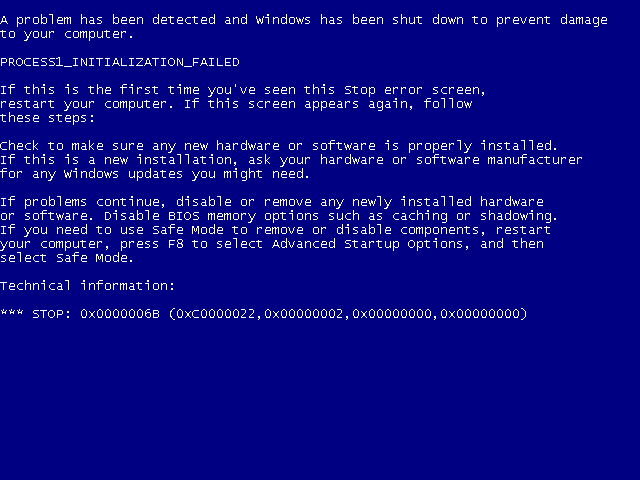 A problem has been detected and Windows has been shut down to prevent damage
to your computer.
PROCESS1_INITIALIZATION_FAILED
If this is the first time you've seen this Stop error screen,
restart your computer. If this screen appears again, follow
these steps:
Check to make sure any new hardware or software is properly installed.
If this is a new installation, ask your hardware or software manufacturer
for any Windows updates you might need.
If problems continue, disable or remove any newly installed hardware
or software. Disable BIOS memory options such as caching or shadowing.
If you need to use Safe Mode to remove or disable components, restart
your computer, press F8 to select Advanced Startup Options, and then
select Safe Mode.
Technical information:
*** STOP: 0x0000006B (0xC0000022,0x00000002,0x00000000,0x00000000)